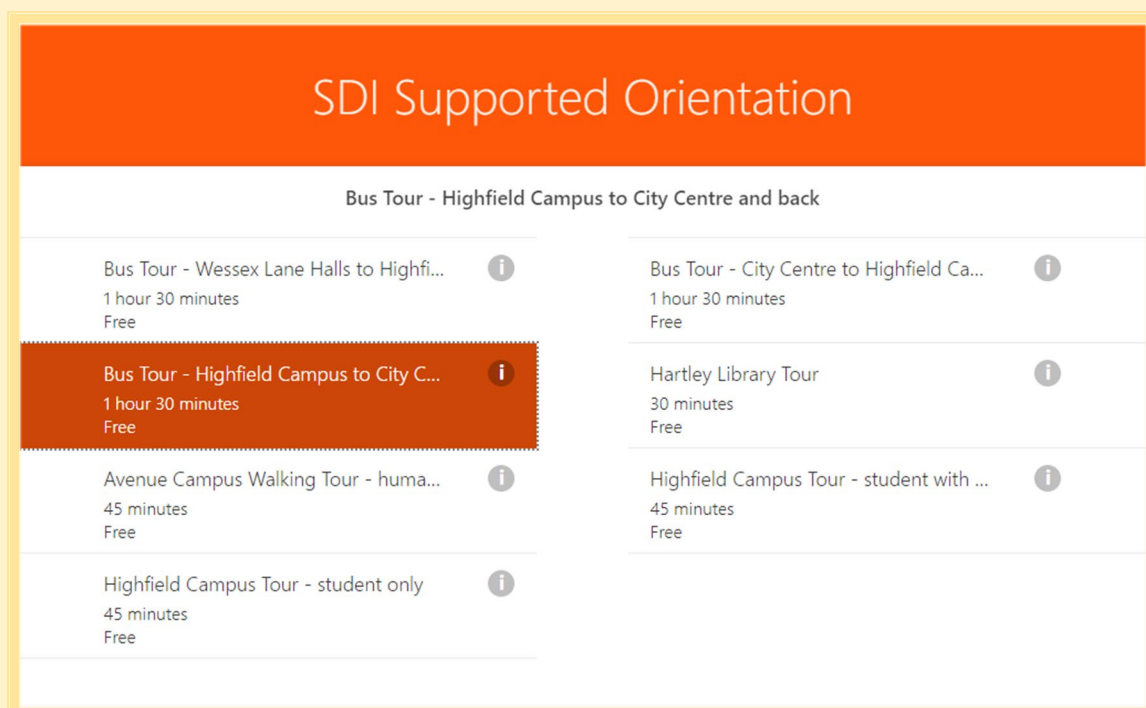 SDI Supported Orientation
Bus Tour - Highfield Campus to City Centre and back
Bus Tour - Wessex Lane Halls to Highfi...
1 hour 30 minutes
Free
Bus Tour - City Centre to Highfield Ca...
1 hour 30 minutes
Free
Bus Tour - Highfield Campus to City C...
1 hour 30 minutes
Free
Hartley Library Tour
30 minutes
Free
Avenue Campus Walking Tour - huma...
45 minutes
Free
Highfield Campus Tour - student with ...
45 minutes
Free
Highfield Campus Tour - student only
45 minutes
Free